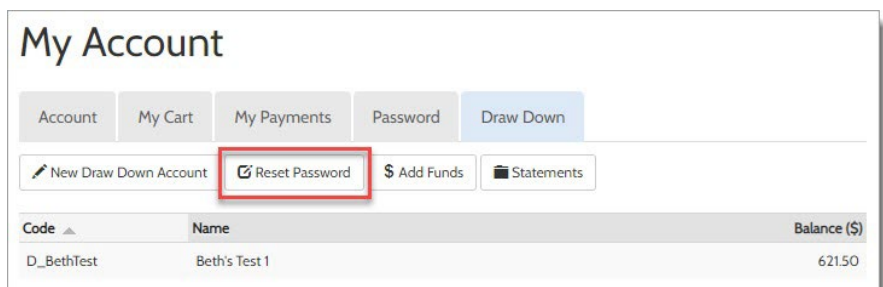 My Account
Account My Cart My Payments Password Draw Down
New Draw Down Account Reset Password $ Add Funds Statements
Code Name Balance ($)
D_BethTest Beth's Test 1 621.50